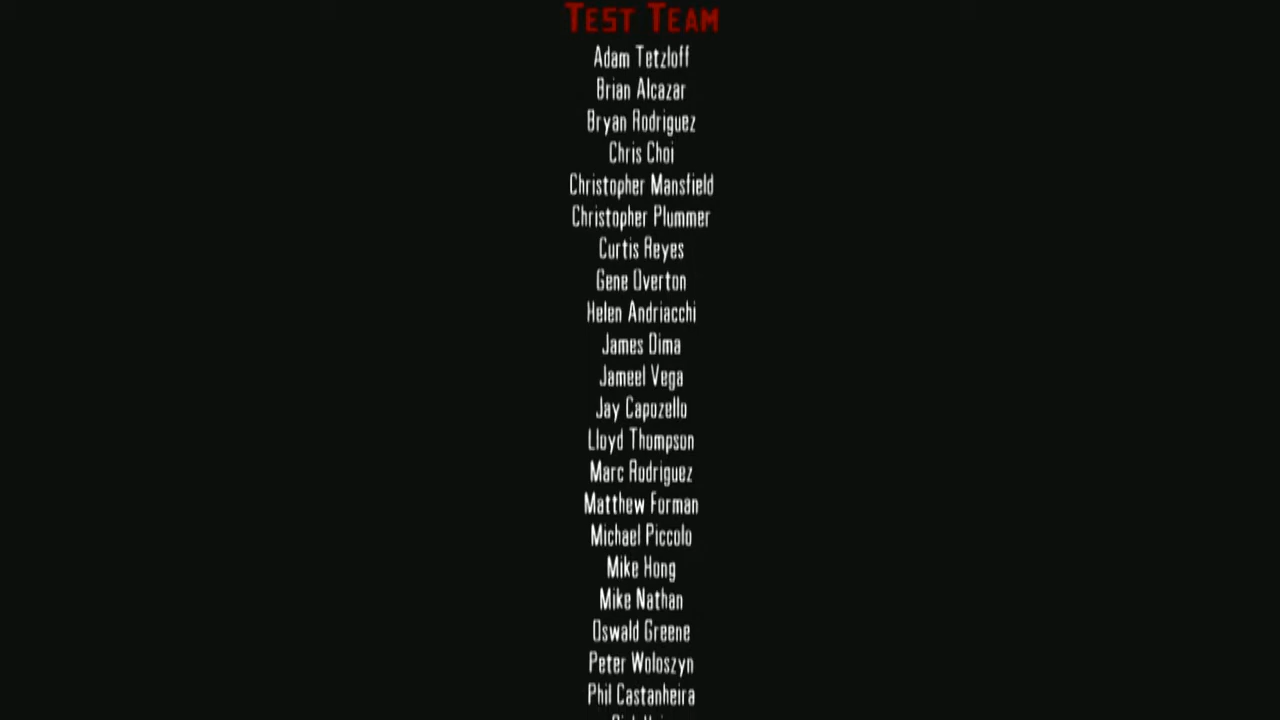 TEST TEAM
Adam Tetzloff
Brian Alcazar
Bryan Rodriguez
Chris Choi
Christopher Mansfield
Christopher Plummer
Curtis Reyes
Gene Overton
Helen Andriacchi
James Dima
Jameel Vega
Jay Capozello
Lloyd Thompson
Marc Rodriguez
Matthew Forman
Michael Piccolo
Mike Hong
Mike Nathan
Oswald Greene
Peter Woloszyn
Phil Castanheira